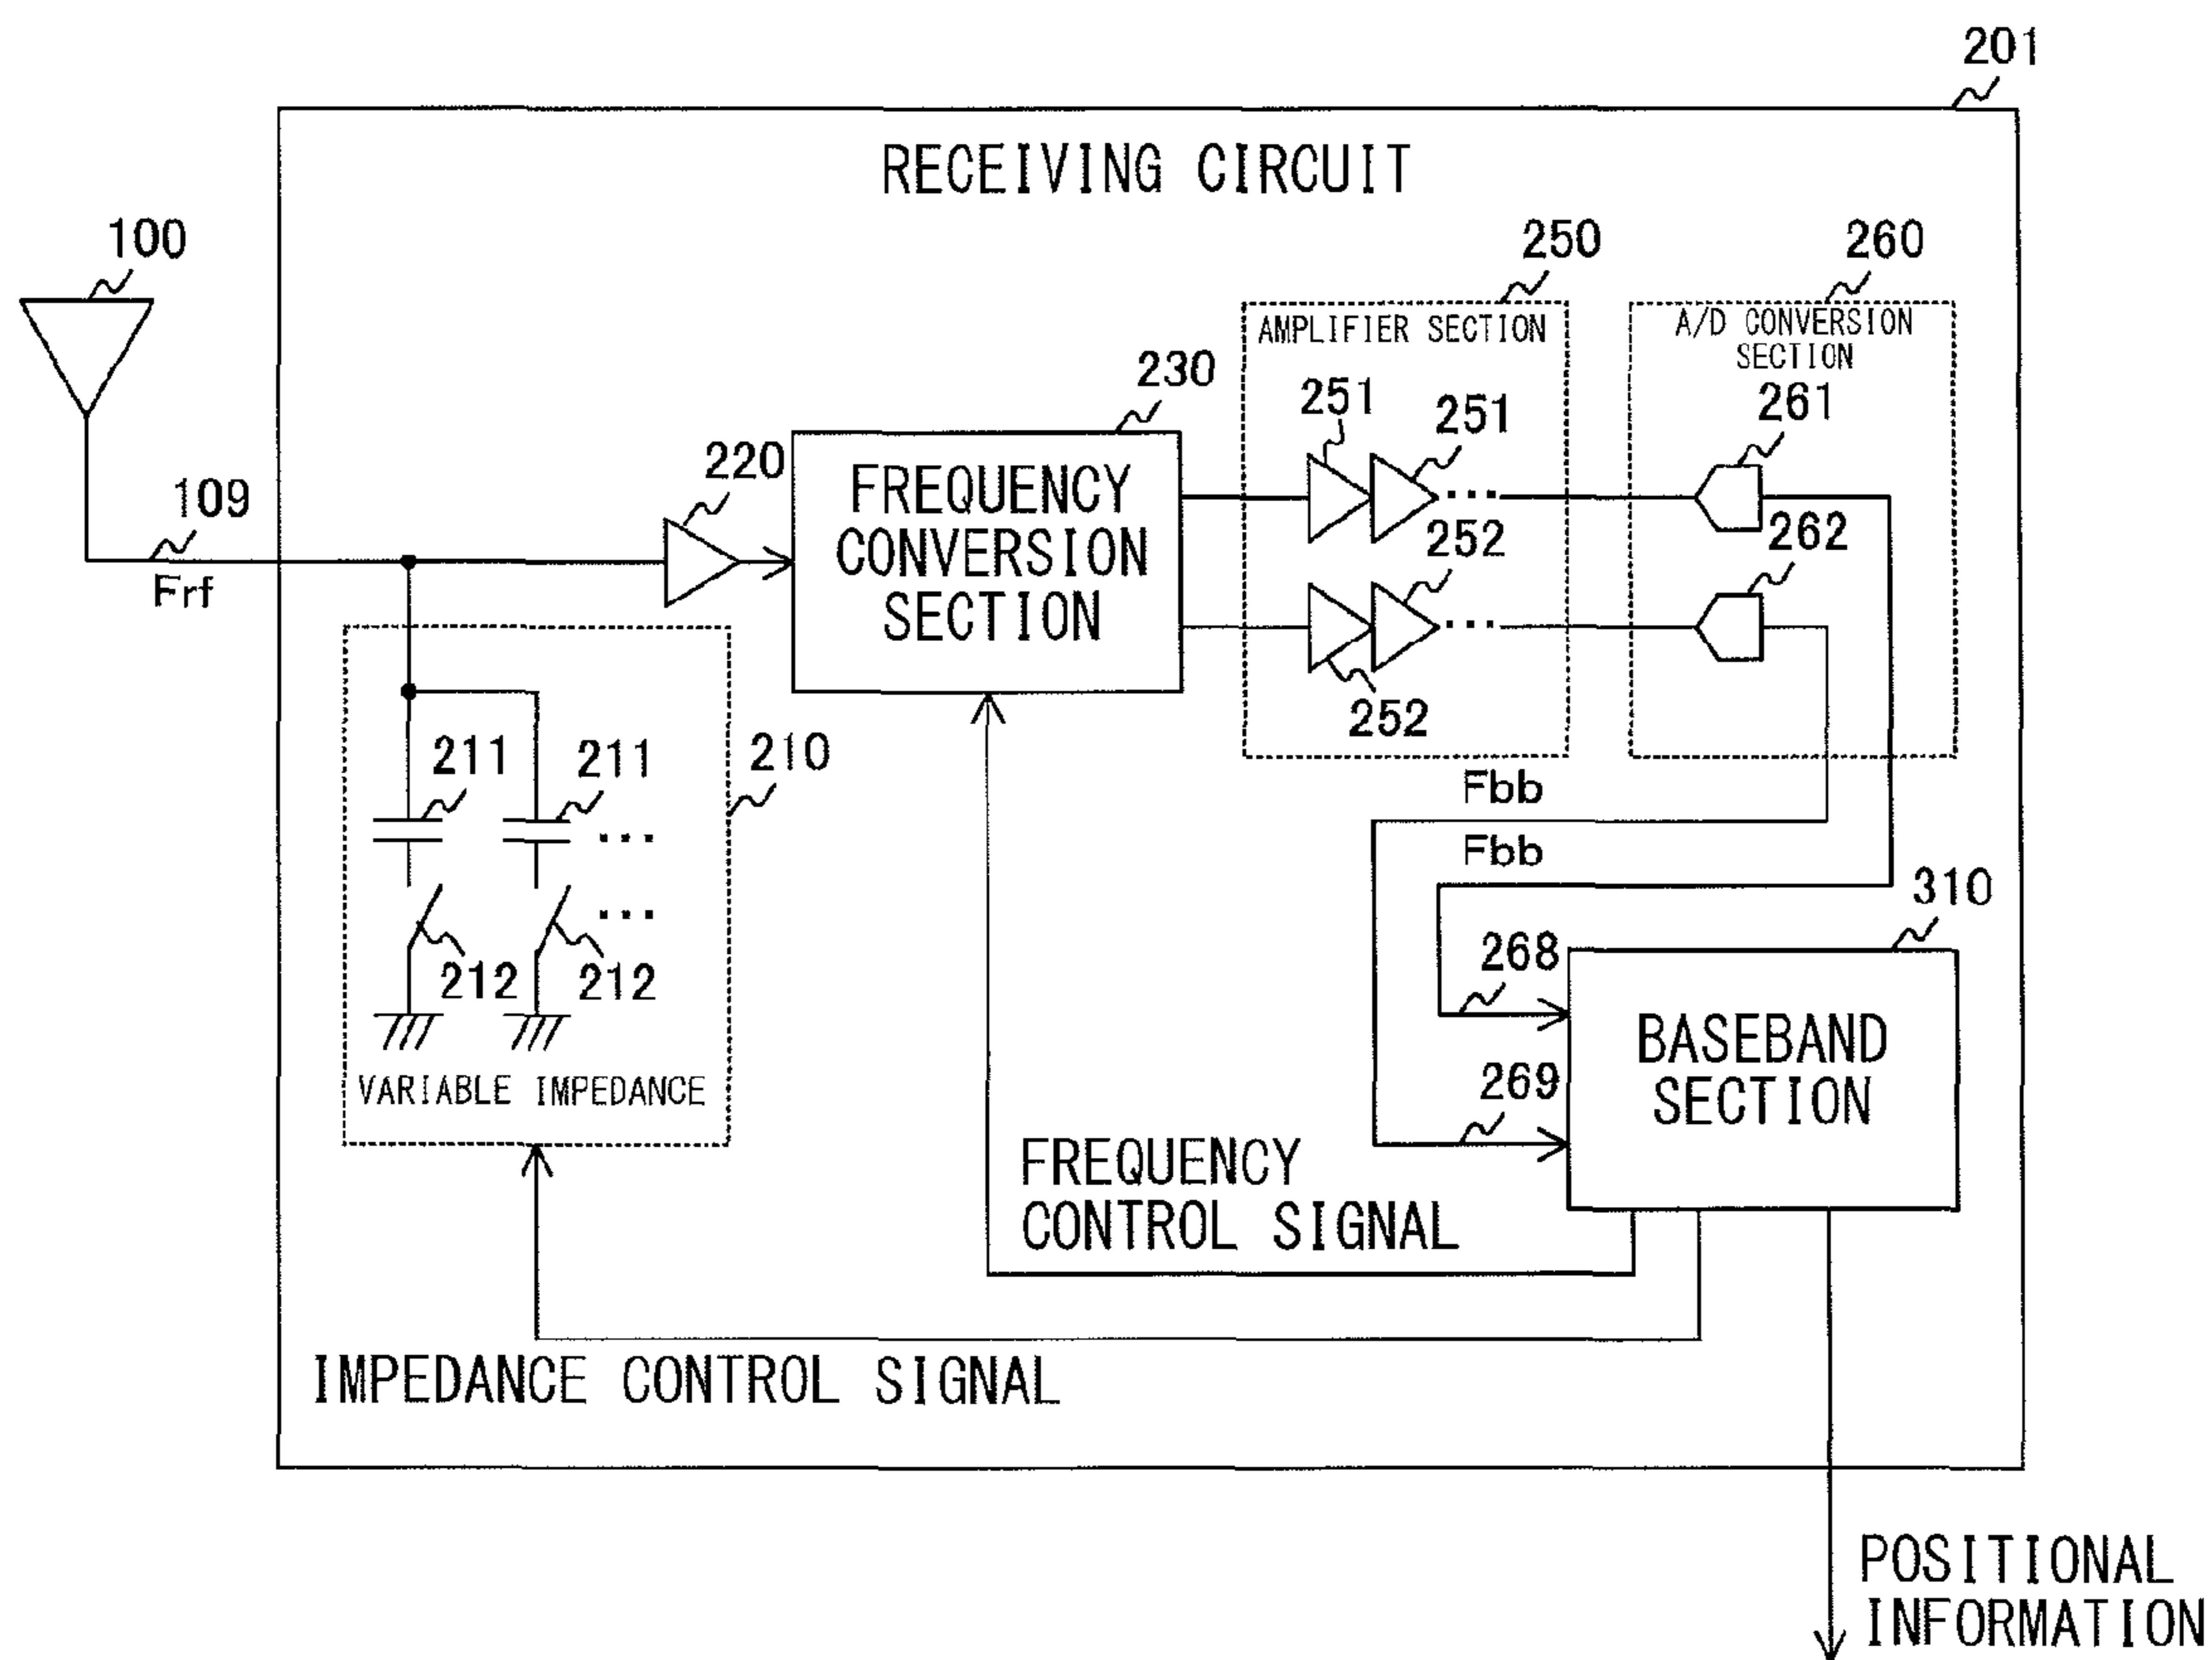 201
RECEIVING CIRCUIT
100
250
260
AMPLIFIER SECTION
A/D CONVERSION
SECTION
230
251
251
261
220
FREQUENCY
CONVERSION
SECTION
109
Frf
252
262
252
210
211
211
...
...
...
...
Fbb
Fbb
310
212
212
268
BASEBAND
SECTION
VARIABLE IMPEDANCE
269
FREQUENCY
CONTROL SIGNAL
IMPEDANCE CONTROL SIGNAL
POSITIONAL
INFORMATION